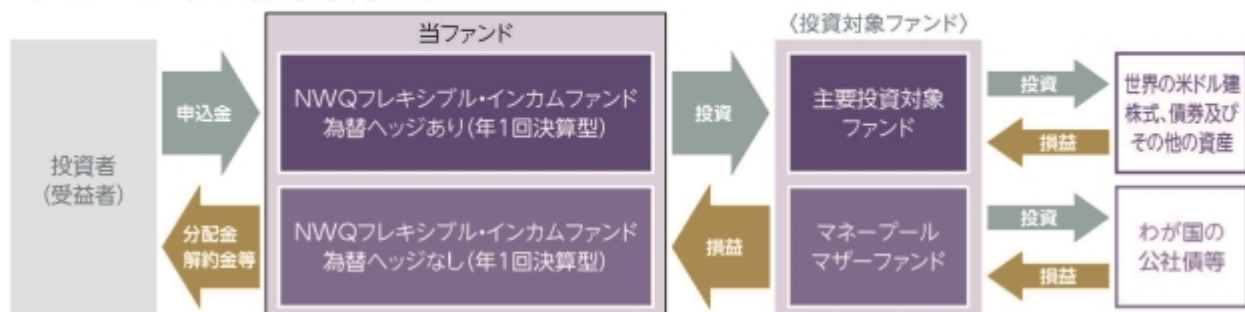 〈投資対象ファンド〉
当ファンド
投資者
(受益者)
申込金
分配金
解約金等
NWQフレキシブル・インカムファンド
為替ヘッジあり(年1回決算型)
NWQフレキシブル・インカムファンド
為替ヘッジなし(年1回決算型)
投資
損益
主要投資対象
ファンド
マネープール
マザーファンド
投資
損益
投資
損益
世界の米ドル建
株式、債券及び
その他の資産
わが国の
公社債等